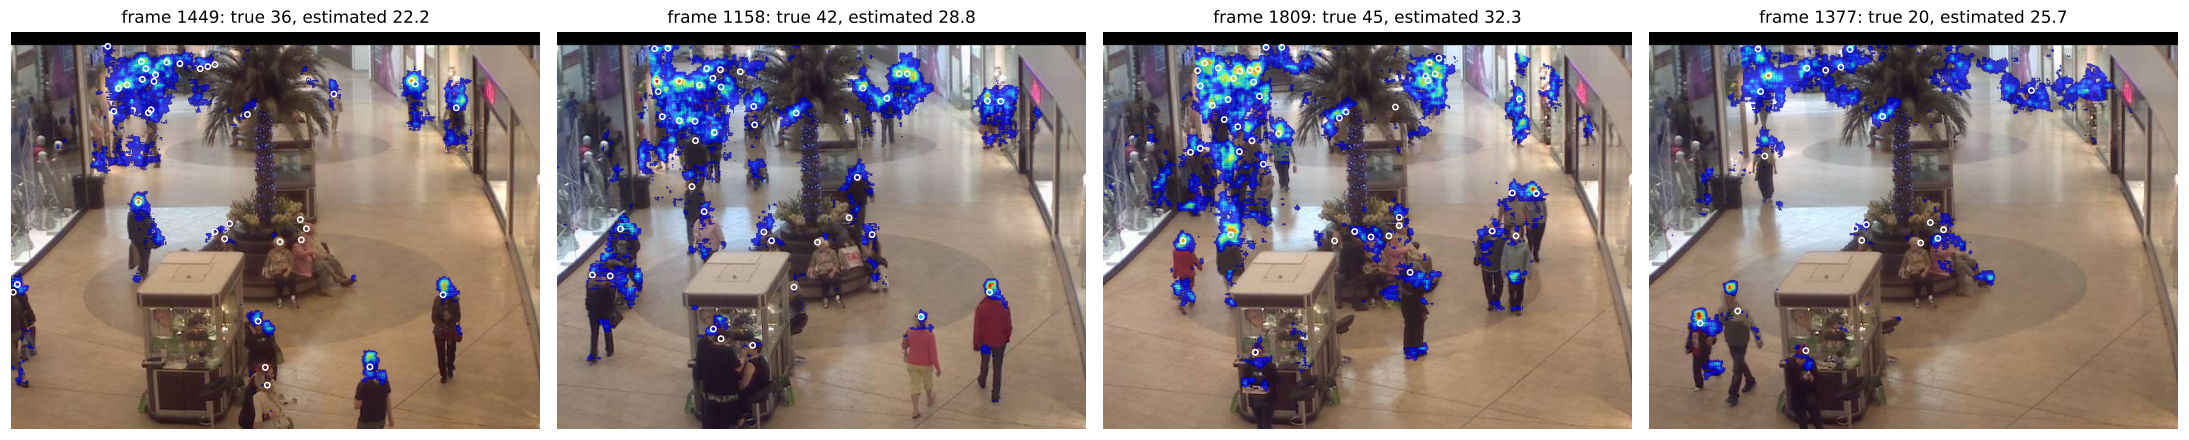 frame 1449: true 36, estimated 22.2
frame 1158: true 42, estimated 28.8
frame 1809: true 45, estimated 32.3
frame 1377: true 20, estimated 25.7